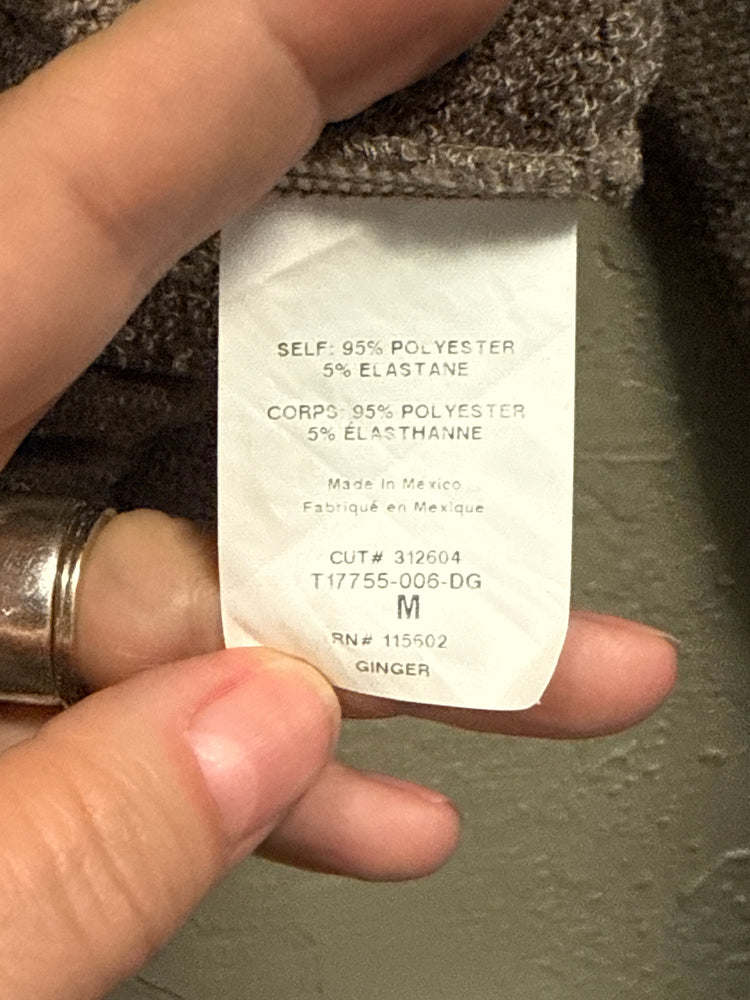 SELF: 95% POLYESTER
5% ELASTANE
CORPS: 95% POLYESTER
5% ÉLASTHANNE
Made In Mexico
Fabriqué en Mexique
CUT# 312604
T17755-006-DG
M
RN# 115602
GINGER